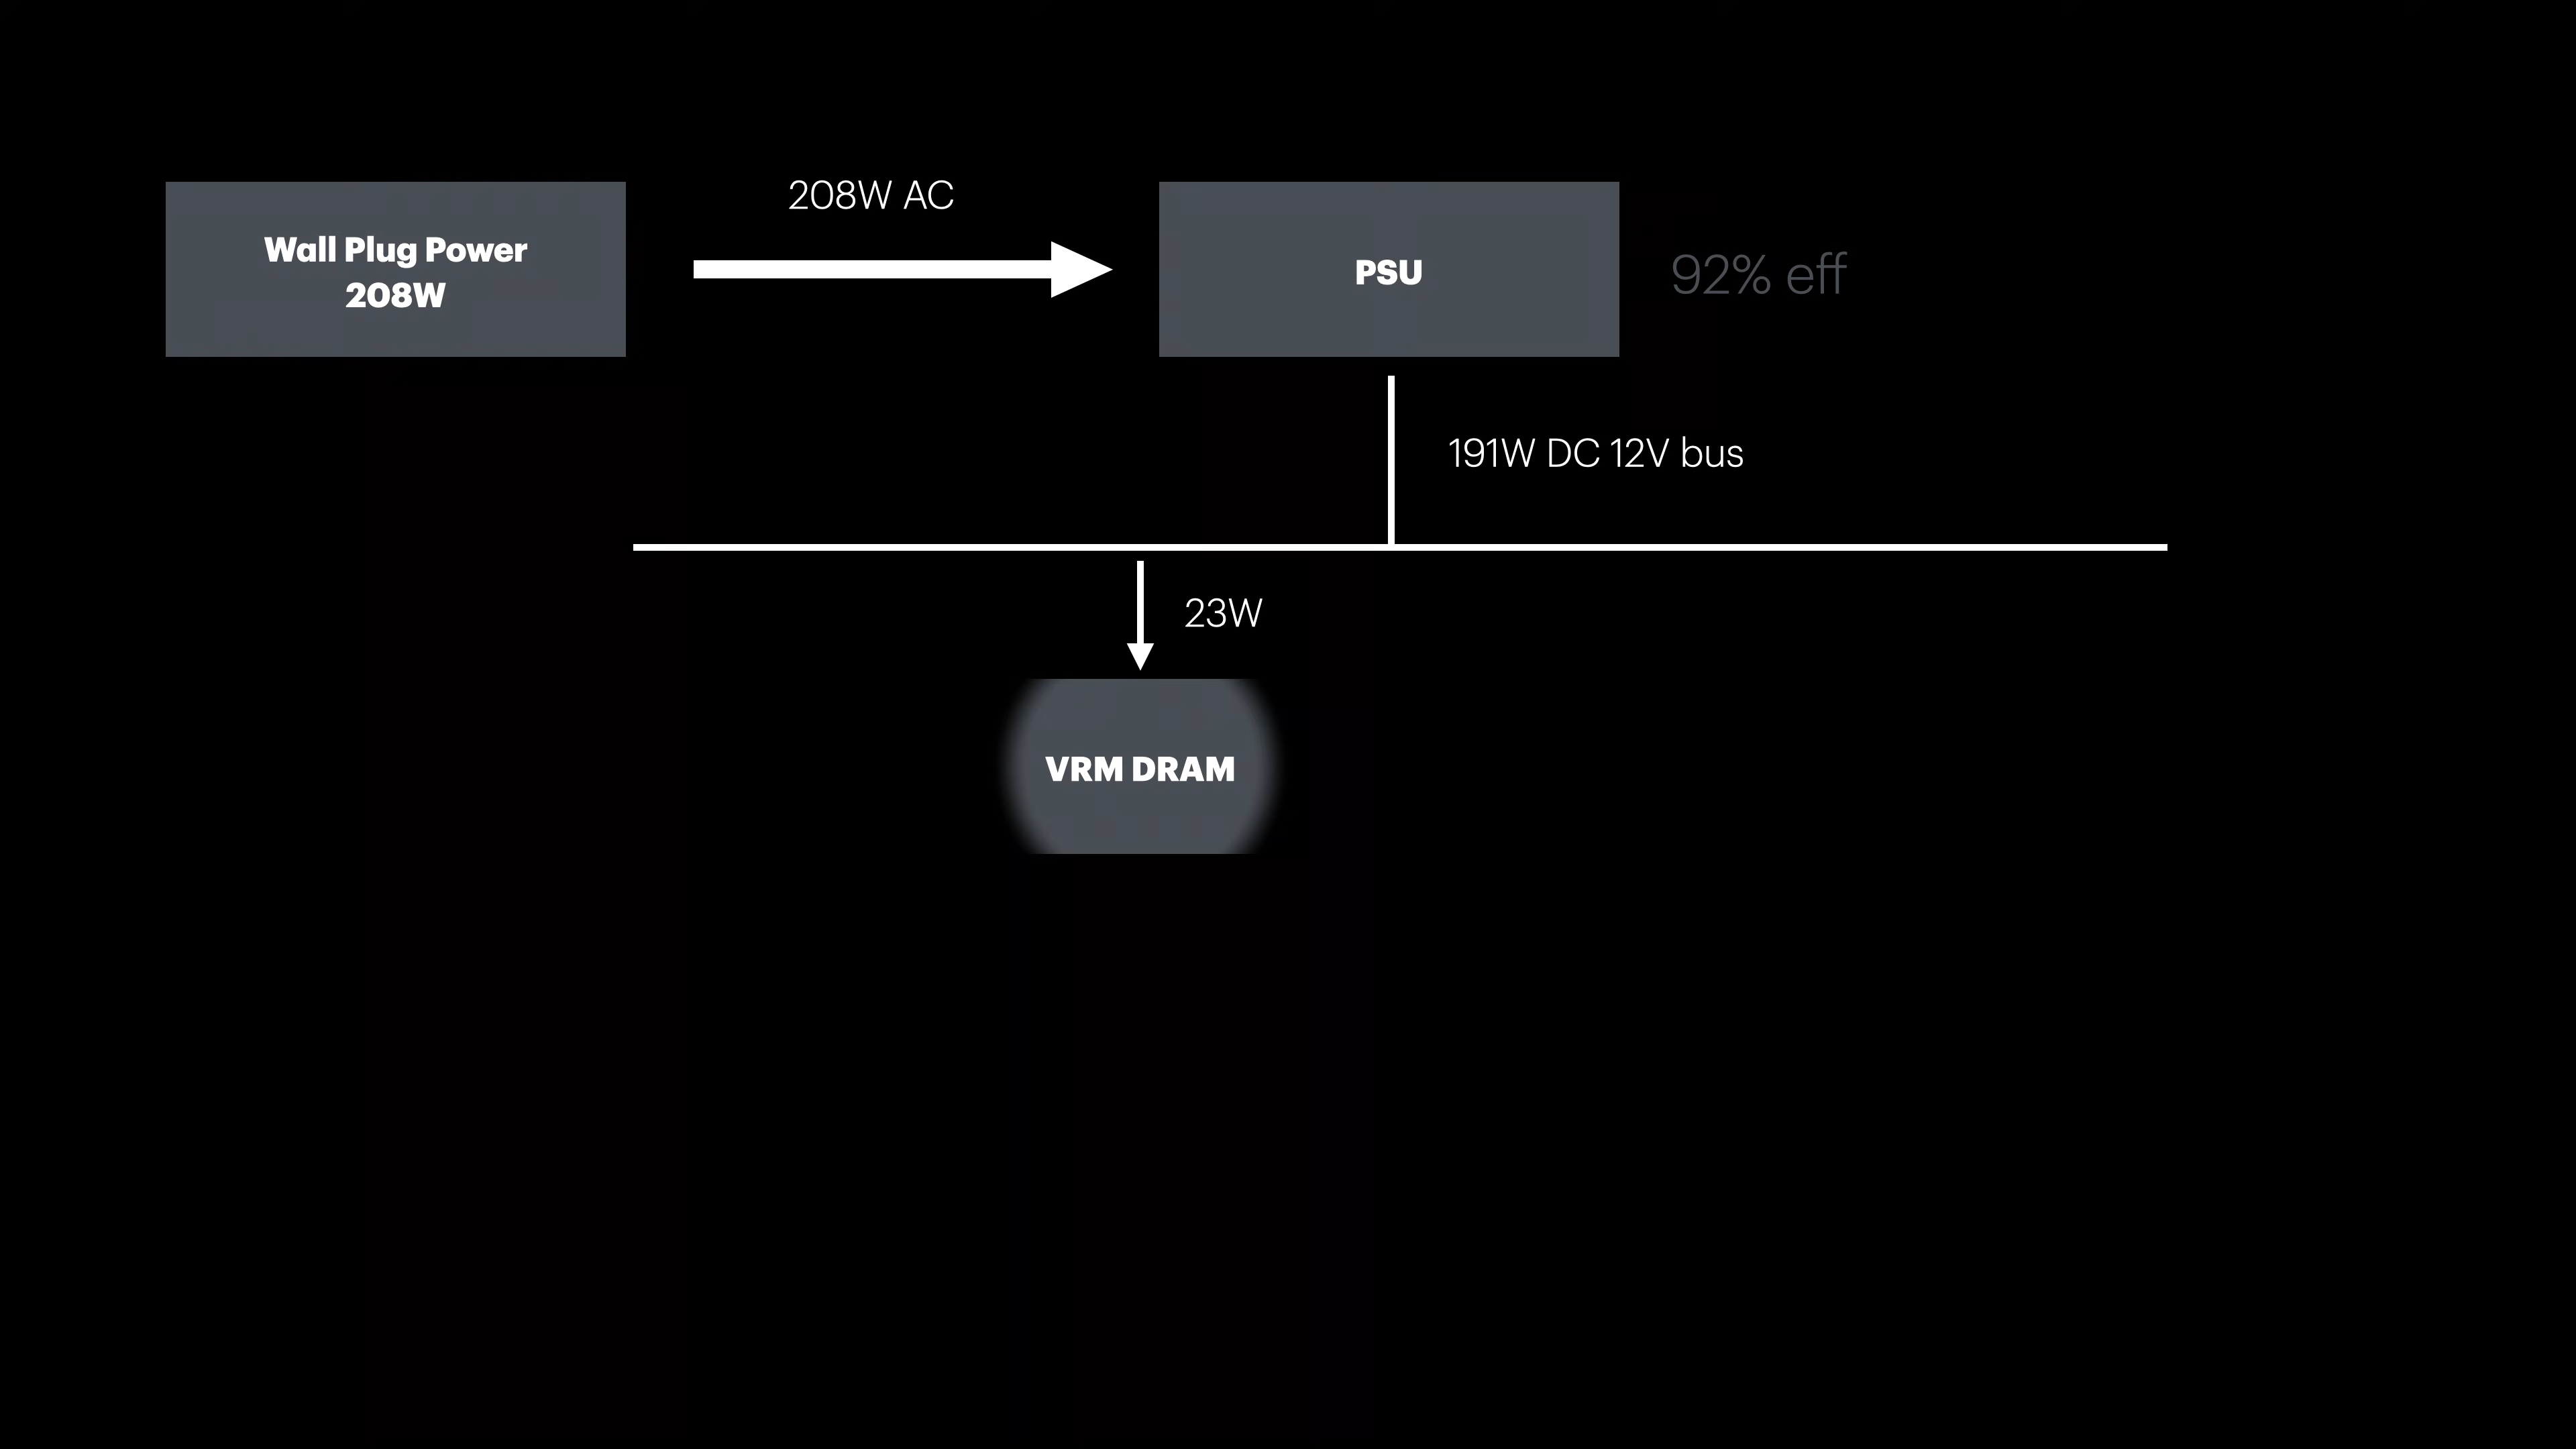 Wall Plug Power
208W
208W AC
PSU
92% eff
191W DC 12V bus
23W
VRM DRAM